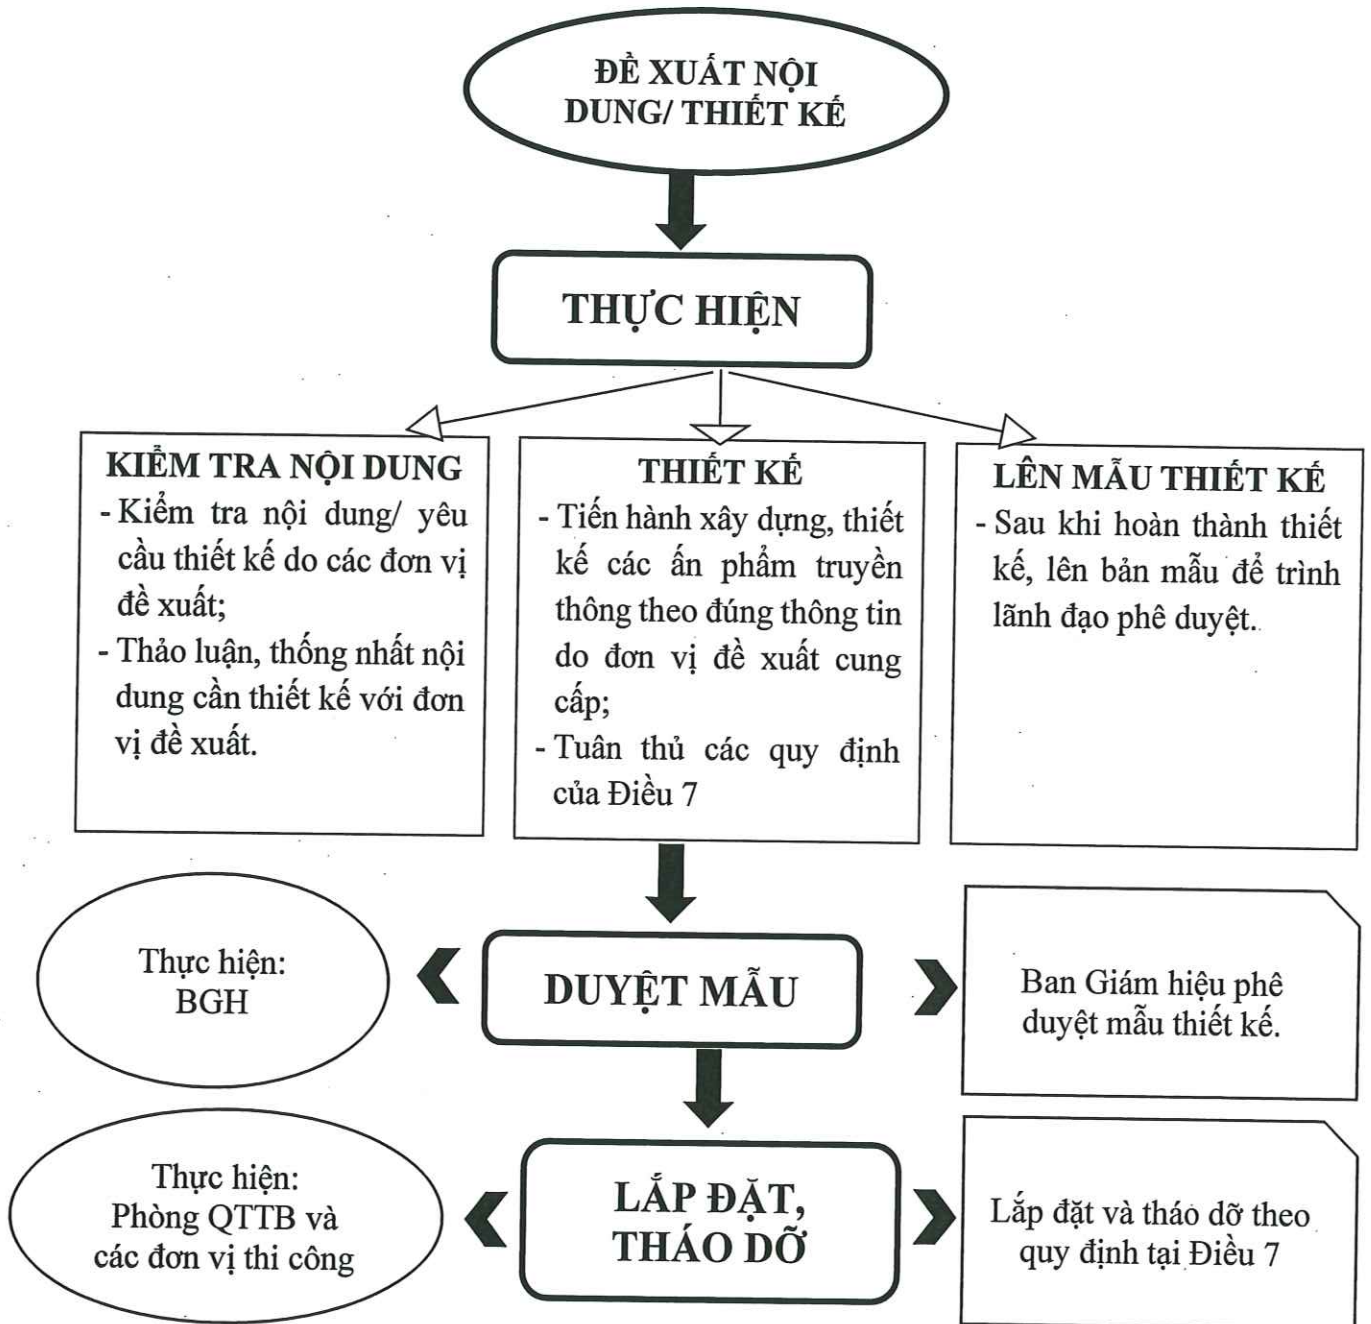 ĐỀ XUẤT NỘI
DUNG/ THIẾT KẾ
THỰC HIỆN
KIỂM TRA NỘI DUNG
- Kiểm tra nội dung/ yêu
cầu thiết kế do các đơn vị
đề xuất;
- Thảo luận, thống nhất nội
dung cần thiết kế với đơn
vị đề xuất.
THIẾT KẾ
- Tiến hành xây dựng, thiết
kế các ấn phẩm truyền
thông theo đúng thông tin
do đơn vị đề xuất cung
cấp;
- Tuân thủ các quy định
của Điều 7
LÊN MẪU THIẾT KẾ
- Sau khi hoàn thành thiết
kế, lên bản mẫu để trình
lãnh đạo phê duyệt.
Thực hiện:
BGH
DUYỆT MẪU
Ban Giám hiệu phê
duyệt mẫu thiết kế.
Thực hiện:
Phòng QTTB và
các đơn vị thi công
LẮP ĐẶT,
THÁO DỠ
Lắp đặt và tháo dỡ theo
quy định tại Điều 7